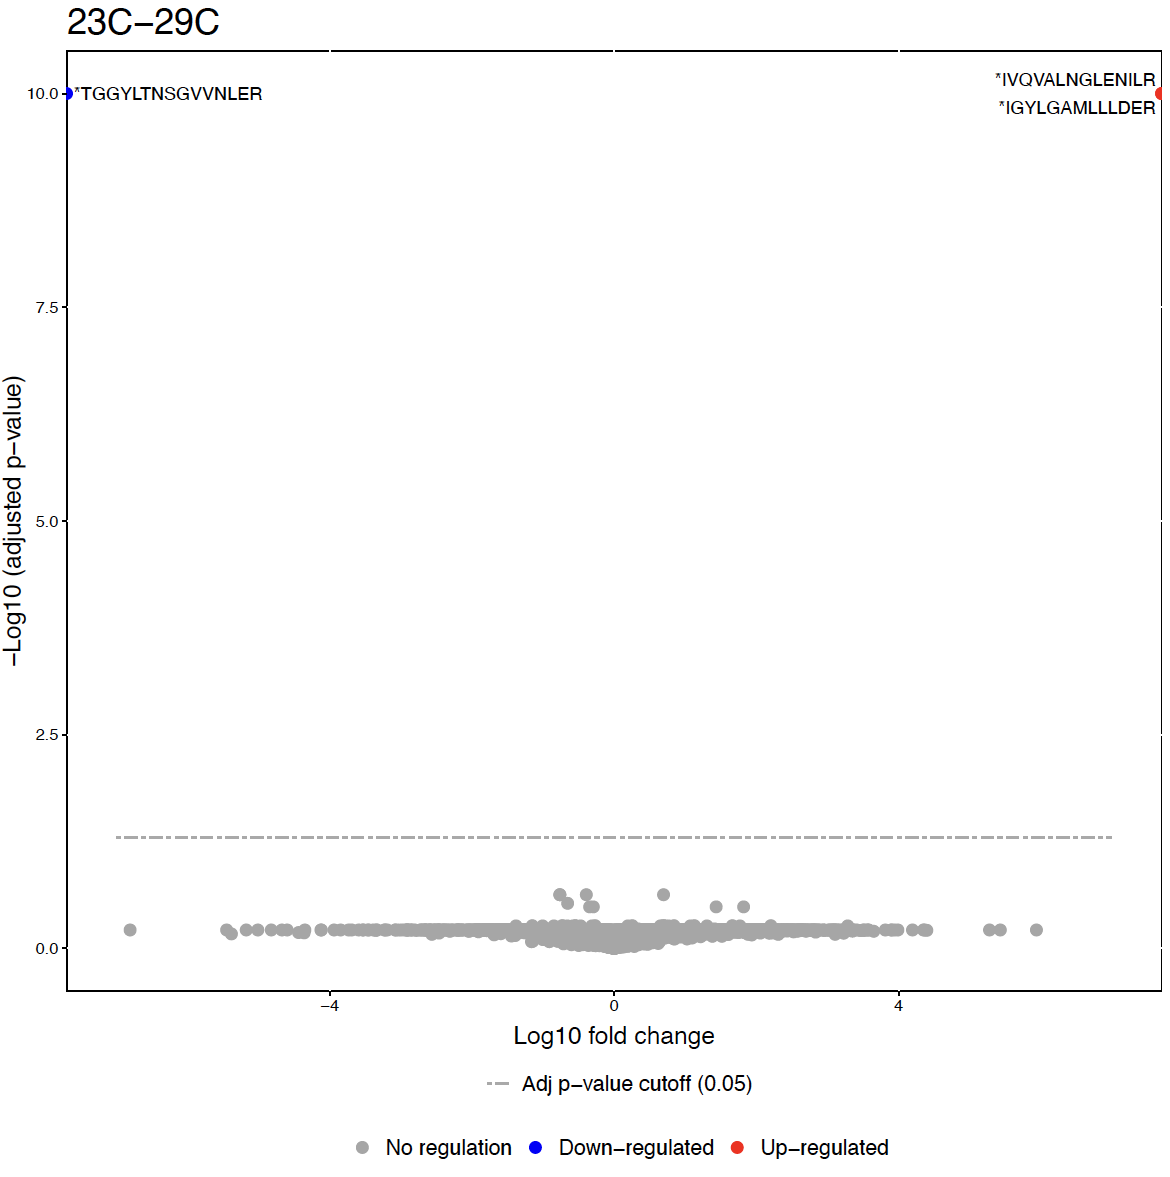 23C−29C
*TGGYLTNSGVVNLER
*IVQVALNGLENILR
*IGYLGAMLLLDER
10.0
7.5
5.0
2.5
0.0
−Log10 (adjusted p−value)
−4
0
4
Log10 fold change
Adj p−value cutoff (0.05)
No regulation
Down−regulated
Up−regulated